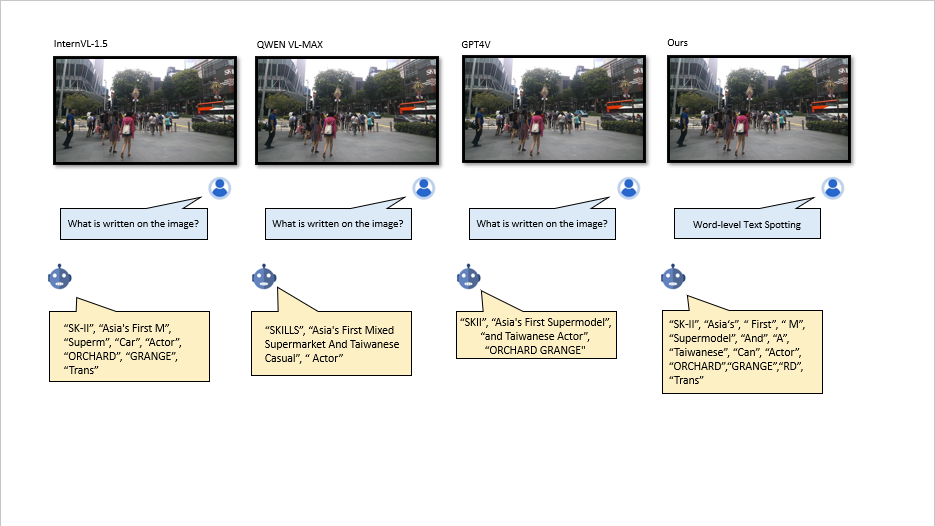 InternVL-1.5
QWEN VL-MAX
GPT4V
Ours
What is written on the image?
What is written on the image?
What is written on the image?
Word-level Text Spotting
“SK-II”, “Asia's First M”,
“Superm”, “Car”, “Actor”,
“ORCHARD”, “GRANGE”,
“Trans”
“SKILLS”, “Asia's First Mixed
Supermarket And Taiwanese
Casual”, “ Actor”
“SKII”, “Asia's First Supermodel”,
“and Taiwanese Actor”,
“ORCHARD GRANGE"
“SK-II”, “Asia’s”, “ First”, “ M”,
“Supermodel”, “And”, “A”,
“Taiwanese”, “Can”, “Actor”,
“ORCHARD”,“GRANGE”,“RD”,
“Trans”